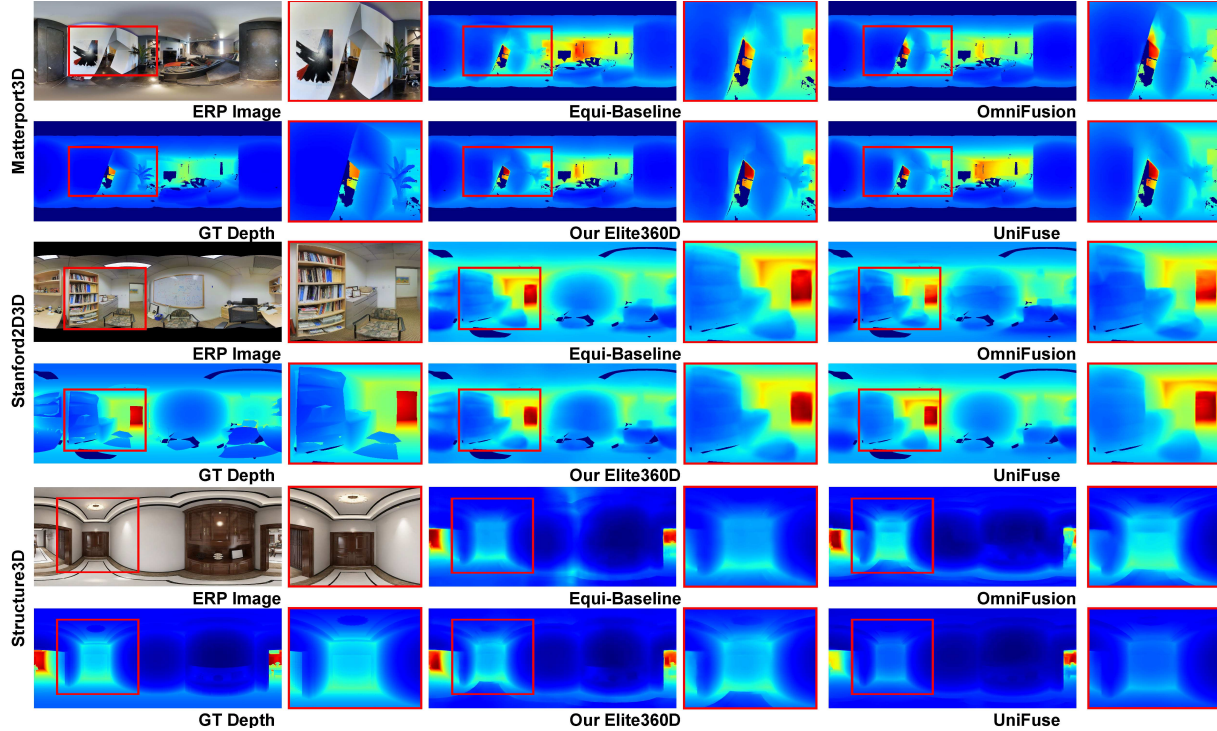 Matterport3D
ERP Image
Equi-Baseline
OmniFusion
GT Depth
Our Elite360D
UniFuse
Stanford2D3D
ERP Image
Equi-Baseline
OmniFusion
GT Depth
Our Elite360D
UniFuse
Structure3D
ERP Image
Equi-Baseline
OmniFusion
GT Depth
Our Elite360D
UniFuse